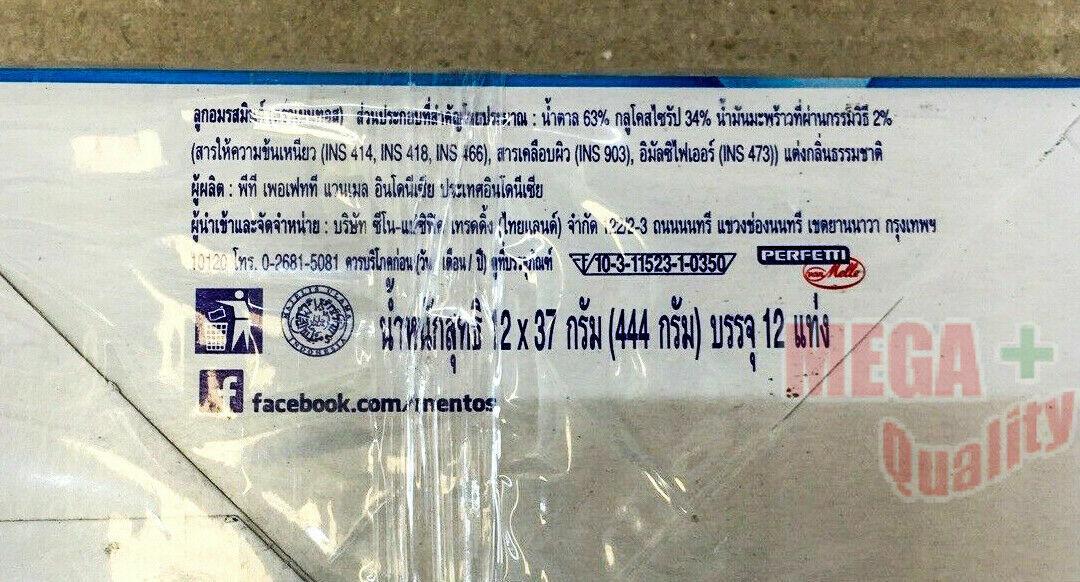 ลูกอมรสมินต์ (ตราเมนทอส) ส่วนประกอบที่สำคัญโดยประมาณ : น้ำตาล 63% กลูโคสไซรัป 34% น้ำมันมะพร้าวที่ผ่านกรรมวิธี 2%
(สารให้ความข้นเหนียว (INS 414, INS 418, INS 466), สารเคลือบผิว (INS 903), อิมัลซิไฟเออร์ (INS 473)) แต่งกลิ่นธรรมชาติ
ผู้ผลิต : พีที เพอเฟทที แวนเมล อินโดนีเซีย ประเทศอินโดนีเซีย
ผู้นำเข้าและจัดจำหน่าย : บริษัท ซีโน-แปซิฟิค เทรดดิ้ง (ไทยแลนด์) จำกัด 122/2-3 ถนนนนทรี แขวงช่องนนทรี เขตยานนาวา กรุงเทพฯ
10120 โทร. 0-2681-5081 ควรบริโภคก่อน (วัน / เดือน / ปี) ดูที่บรรจุภัณฑ์ 10-3-11523-1-0350 PERFETTI
van Melle
MAJELIS ULAMA INDONESIA
น้ำหนักสุทธิ 12 x 37 กรัม (444 กรัม) บรรจุ 12 แท่ง
f facebook.com/mentos
MEGA +
Quality